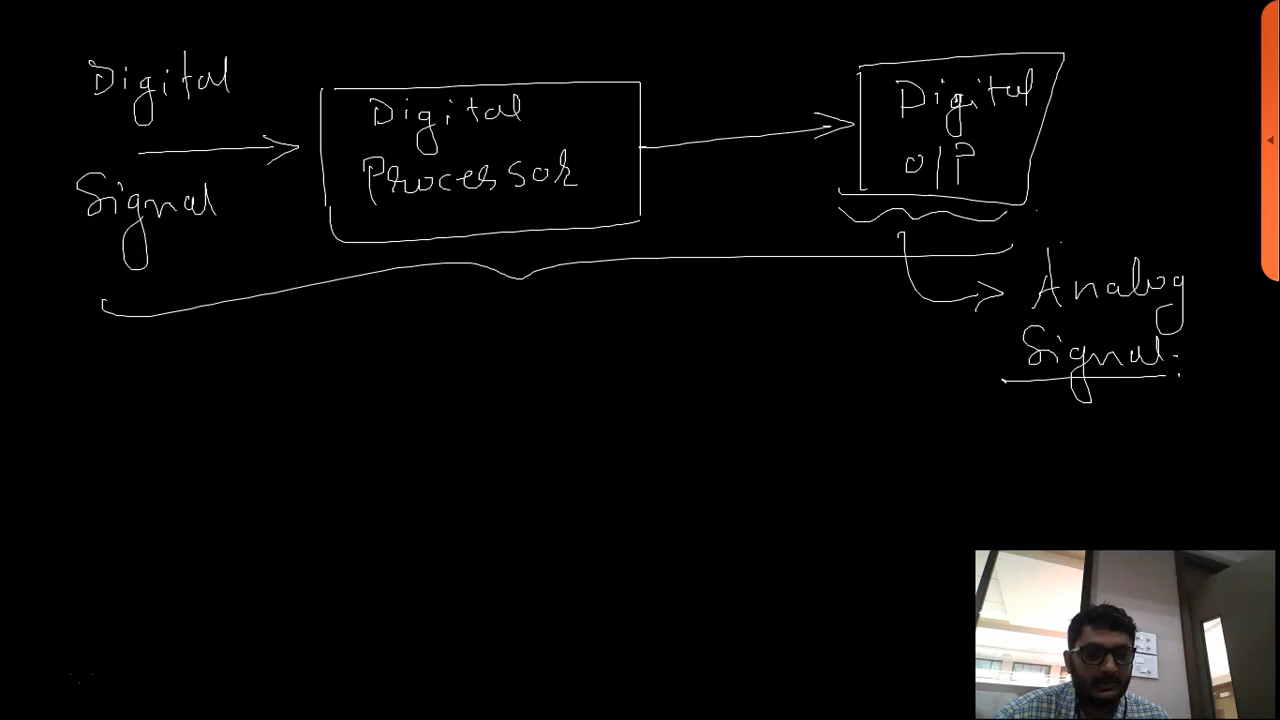 Digital
Signal
Digital
Processor
Digital
O/P
Analog
Signal.